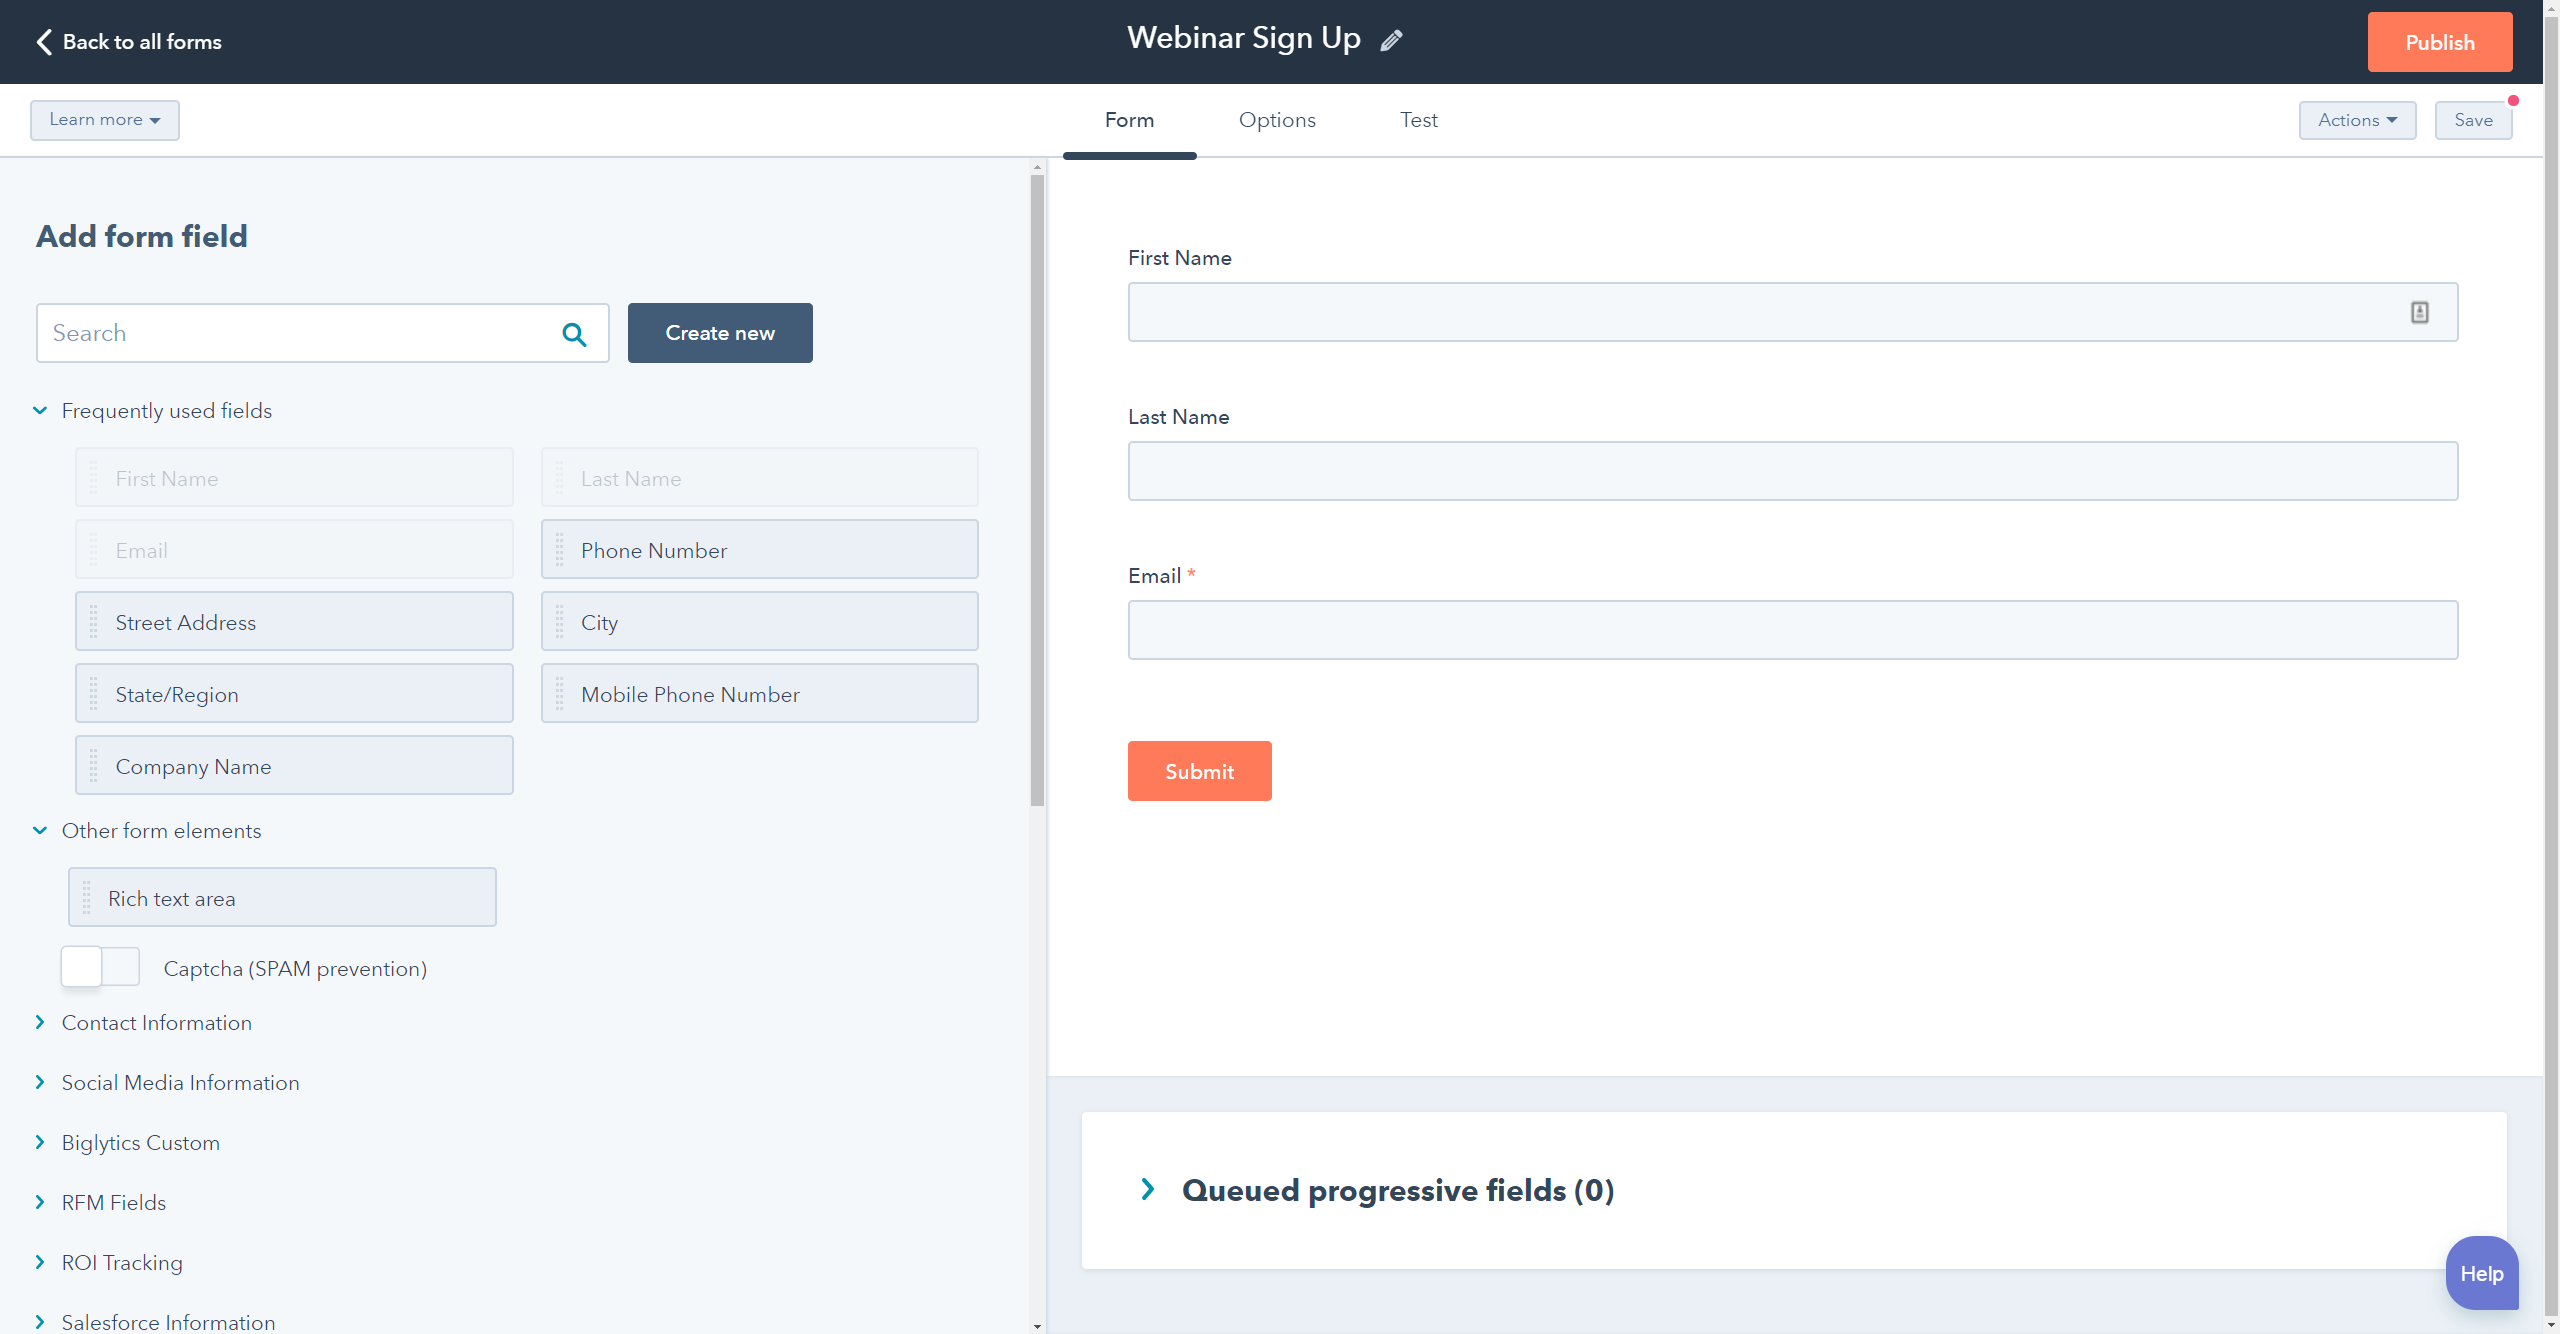 Back to all forms
Webinar Sign Up
Publish
Learn more
Form
Options
Test
Actions
Save
Add form field
Search
Create new
Frequently used fields
First Name
Last Name
Email
Phone Number
Street Address
City
State/Region
Mobile Phone Number
Company Name
Other form elements
Rich text area
Captcha (SPAM prevention)
Contact Information
Social Media Information
Biglytics Custom
RFM Fields
ROI Tracking
Salesforce Information
First Name
Last Name
Email *
Submit
Queued progressive fields (0)
Help